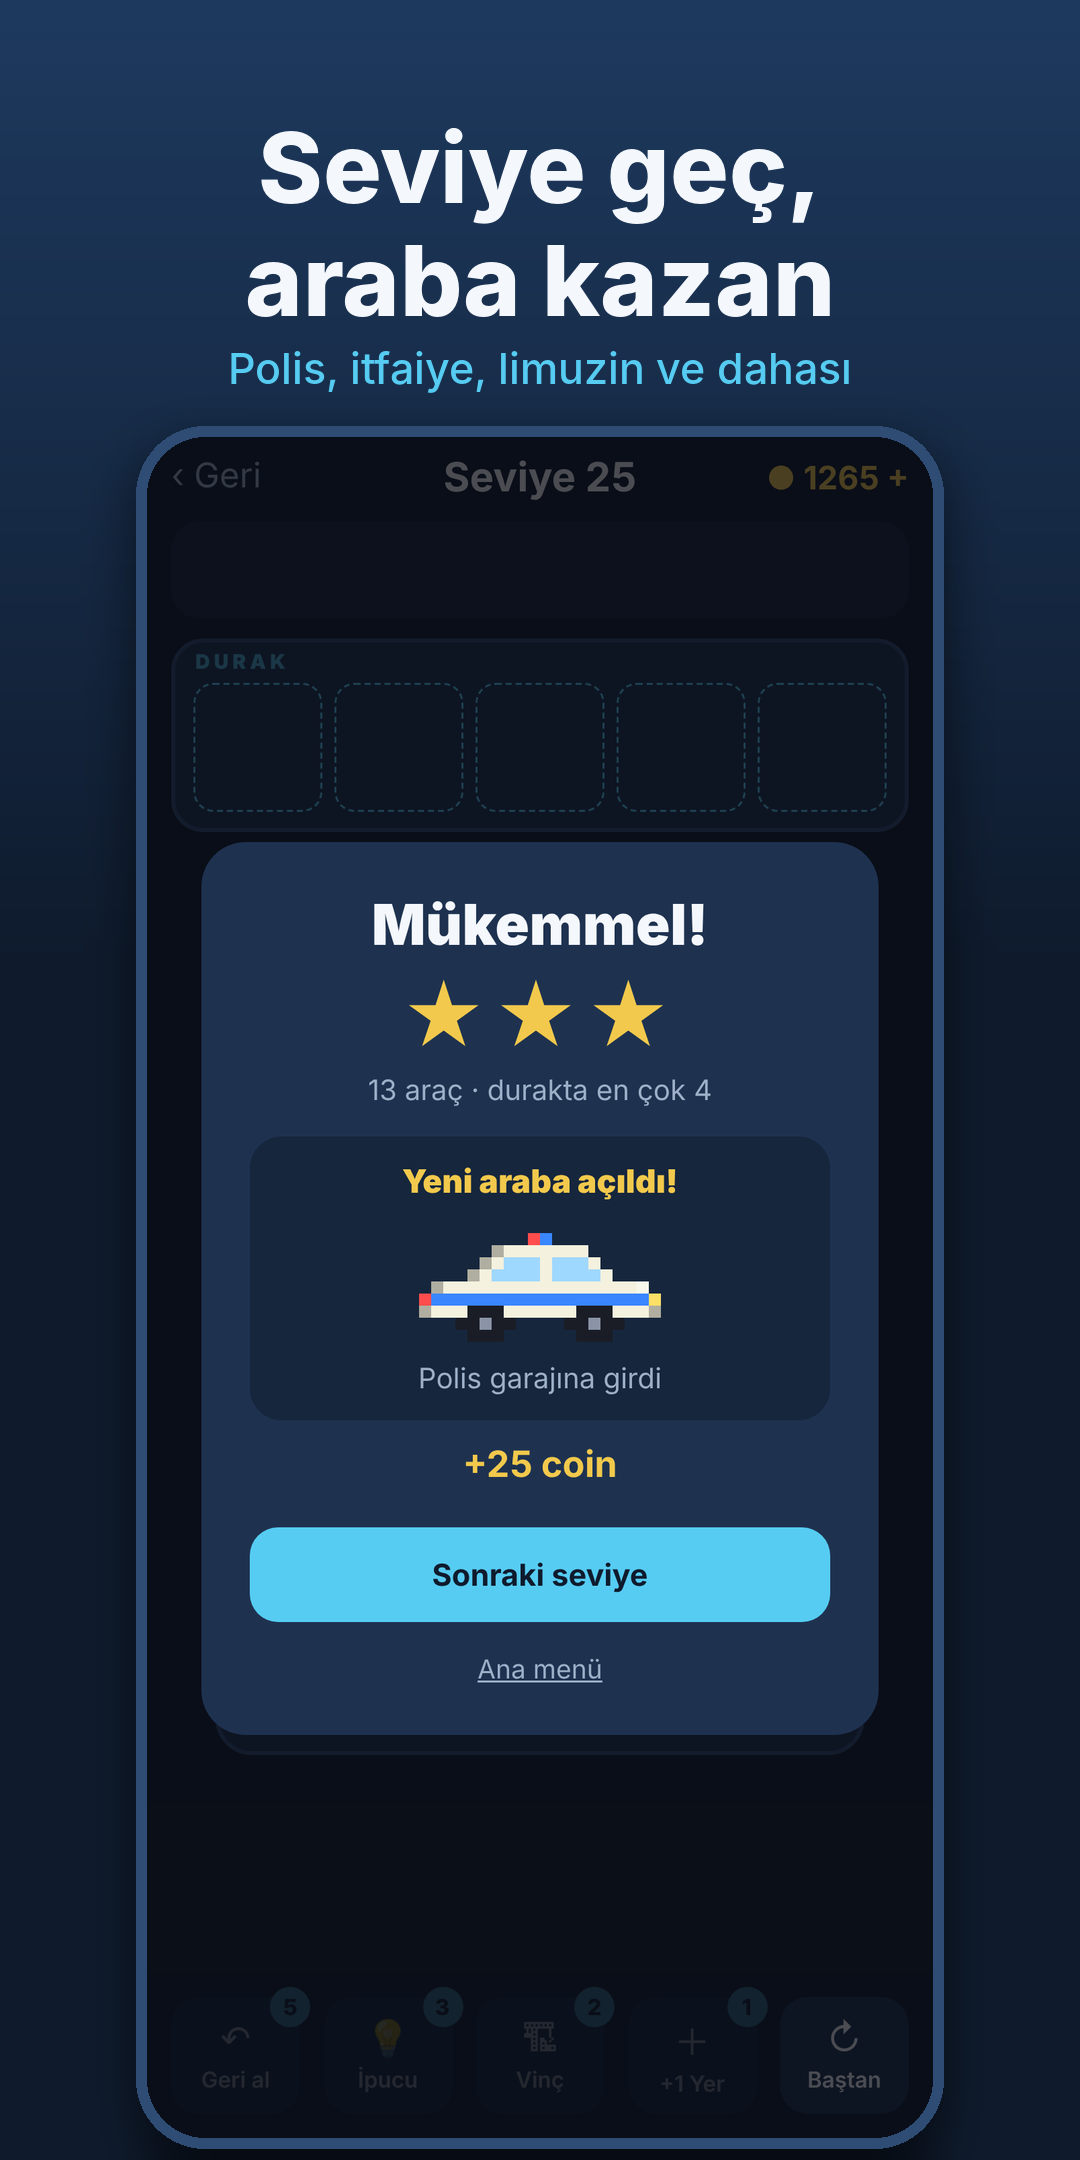 Seviye geç,
araba kazan
Polis, itfaiye, limuzin ve dahası
‹ Geri
Seviye 25
1265 +
DURAK
Mükemmel!
★ ★ ★
13 araç · durakta en çok 4
Yeni araba açıldı!
Polis garajına girdi
+25 coin
Sonraki seviye
Ana menü
5
3
2
1
Geri al
İpucu
Vinç
+1 Yer
Baştan